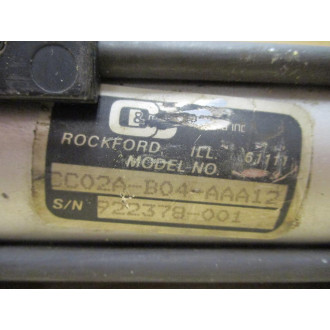 C&C
inc
ROCKFORD ILL. 61111
MODEL-NO.
CC02A-B04-AAA12
S/N 922378-001